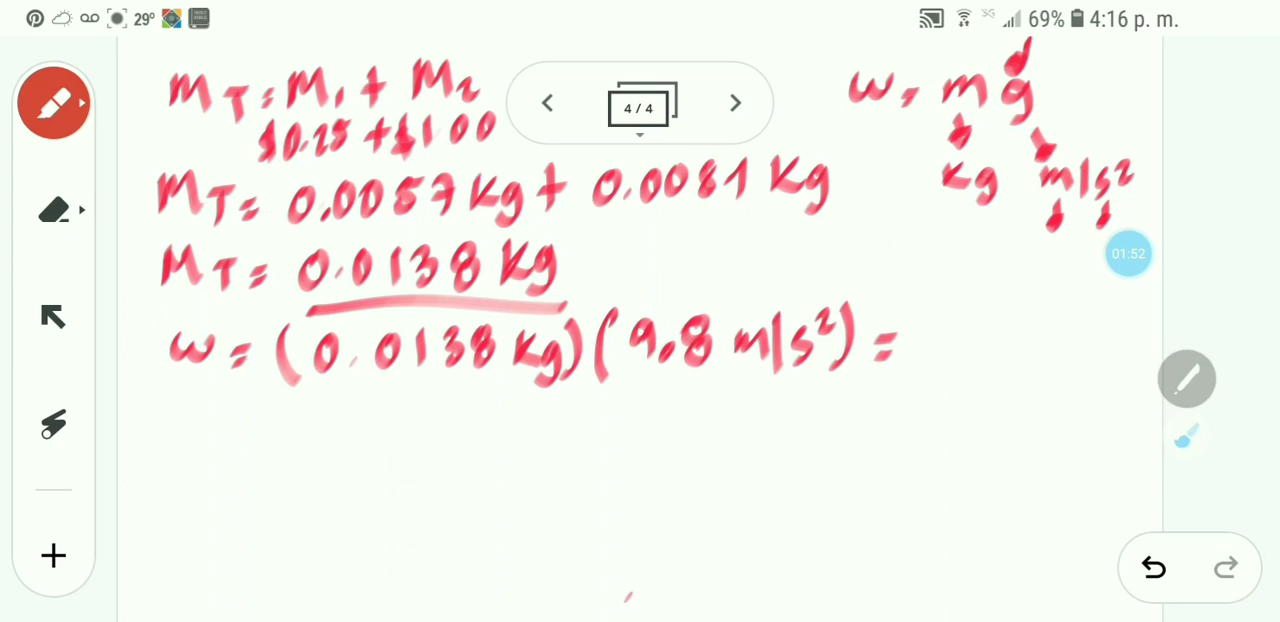 29°
69% 4:16 p. m.
MT = M1 + M2
$0.25 + $1.00
MT = 0.0057 kg + 0.0081 kg
MT = 0.0138 kg
w = (0.0138 kg)(9.8 m/s²) =
4 / 4
w = mg
kg m/s²
01:52